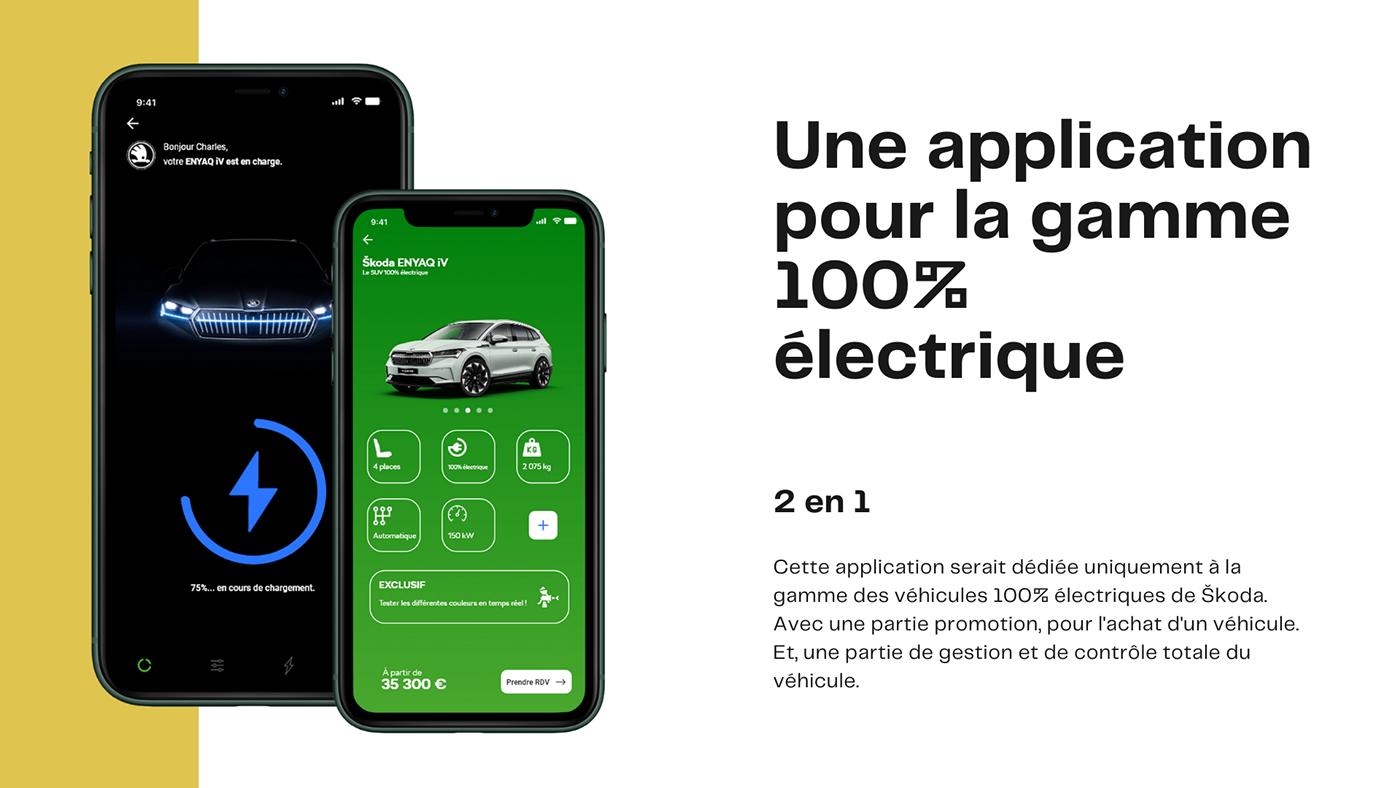 9:41
Bonjour Charles,
votre ENYAQ iV est en charge.
75%... en cours de chargement.
9:41
Škoda ENYAQ iV
Le SUV 100% électrique
4 places
100% électrique
KG
2 075 kg
Automatique
150 kW
EXCLUSIF
Tester les différentes couleurs en temps réel !
À partir de
35 300 €
Prendre RDV
Une application
pour la gamme
100%
électrique
2 en 1
Cette application serait dédiée uniquement à la
gamme des véhicules 100% électriques de Škoda.
Avec une partie promotion, pour l'achat d'un véhicule.
Et, une partie de gestion et de contrôle totale du
véhicule.